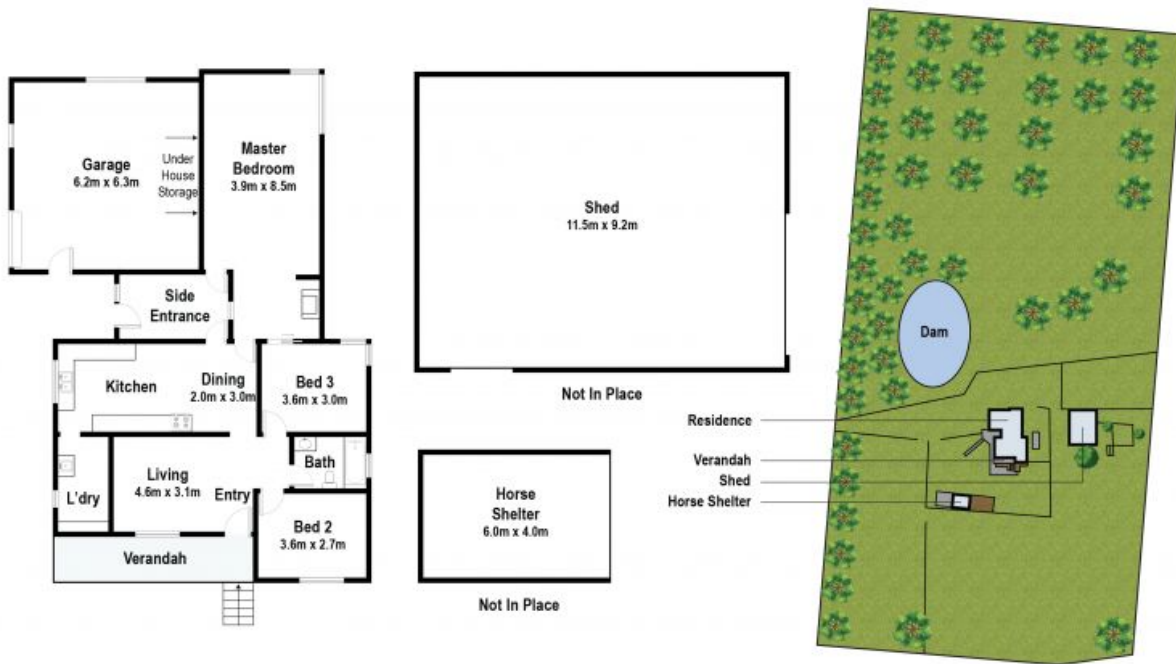 Garage
6.2m x 6.3m
Under
House
Storage
Master
Bedroom
3.9m x 8.5m
Side
Entrance
Kitchen
Dining
2.0m x 3.0m
Bed 3
3.6m x 3.0m
Living
4.6m x 3.1m
Entry
Bath
L'dry
Bed 2
3.6m x 2.7m
Verandah
Shed
11.5m x 9.2m
Not In Place
Horse
Shelter
6.0m x 4.0m
Not In Place
Dam
Residence
Verandah
Shed
Horse Shelter